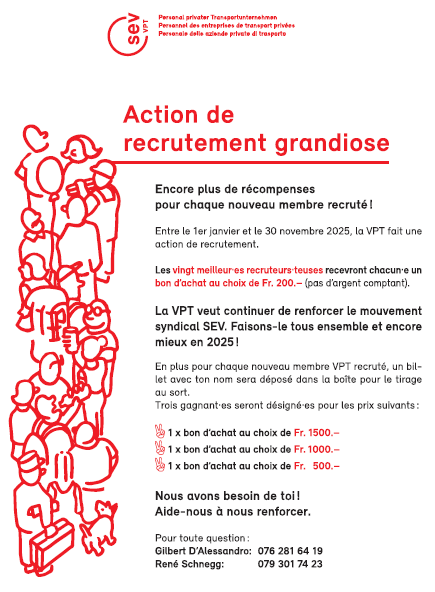 sev
VPT
Personal privater Transportunternehmen
Personnel des entreprises de transport privées
Personale delle aziende private di trasporto
Action de
recrutement grandiose
Encore plus de récompenses
pour chaque nouveau membre recruté !
Entre le 1er janvier et le 30 novembre 2025, la VPT fait une
action de recrutement.
Les vingt meilleur·es recruteurs·teuses recevront chacun·e un
bon d'achat au choix de Fr. 200.– (pas d'argent comptant).
La VPT veut continuer de renforcer le mouvement
syndical SEV. Faisons-le tous ensemble et encore
mieux en 2025 !
En plus pour chaque nouveau membre VPT recruté, un bil-
let avec ton nom sera déposé dans la boîte pour le tirage
au sort.
Trois gagnant·es seront désigné·es pour les prix suivants :
1 x bon d'achat au choix de Fr. 1500.–
1 x bon d'achat au choix de Fr. 1000.–
1 x bon d'achat au choix de Fr. 500.–
Nous avons besoin de toi !
Aide-nous à nous renforcer.
Pour toute question :
Gilbert D'Alessandro: 076 281 64 19
René Schnegg: 079 301 74 23